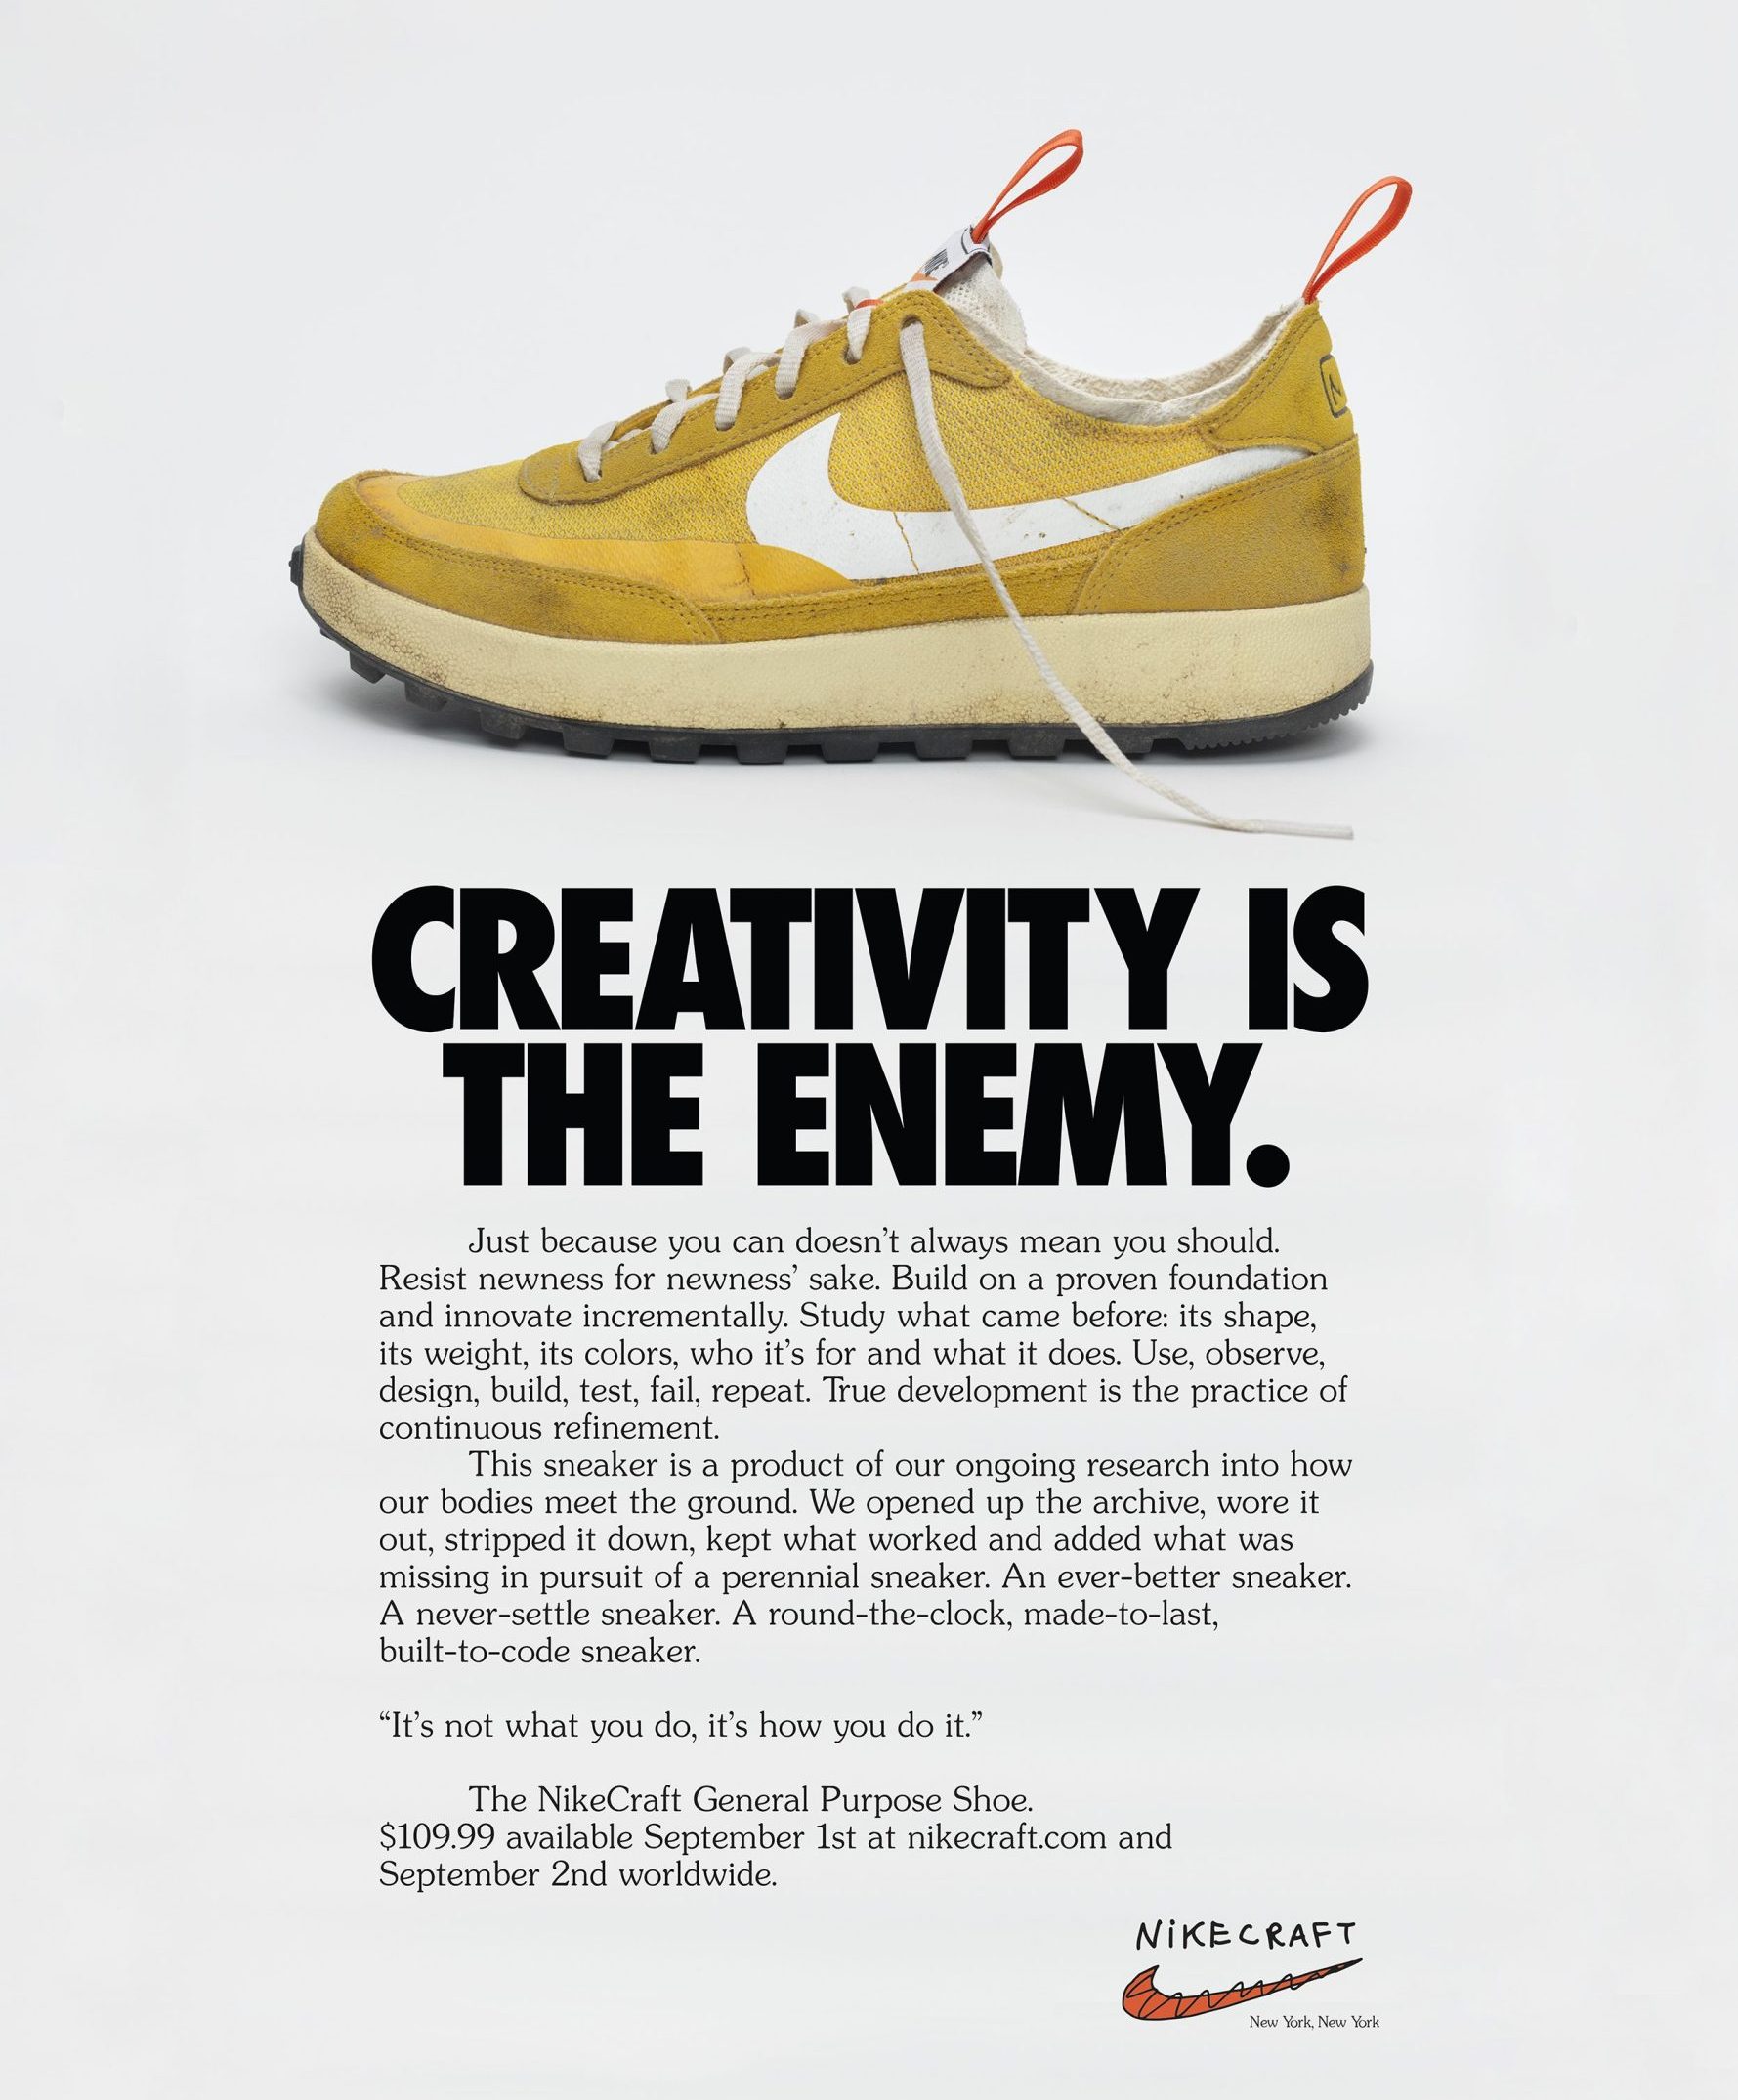 NIKE
CREATIVITY IS
THE ENEMY.
Just because you can doesn’t always mean you should.
Resist newness for newness’ sake. Build on a proven foundation
and innovate incrementally. Study what came before: its shape,
its weight, its colors, who it’s for and what it does. Use, observe,
design, build, test, fail, repeat. True development is the practice of
continuous refinement.
This sneaker is a product of our ongoing research into how
our bodies meet the ground. We opened up the archive, wore it
out, stripped it down, kept what worked and added what was
missing in pursuit of a perennial sneaker. An ever-better sneaker.
A never-settle sneaker. A round-the-clock, made-to-last,
built-to-code sneaker.
“It’s not what you do, it’s how you do it.”
The NikeCraft General Purpose Shoe.
$109.99 available September 1st at nikecraft.com and
September 2nd worldwide.
NiKECRAFT
New York, New York